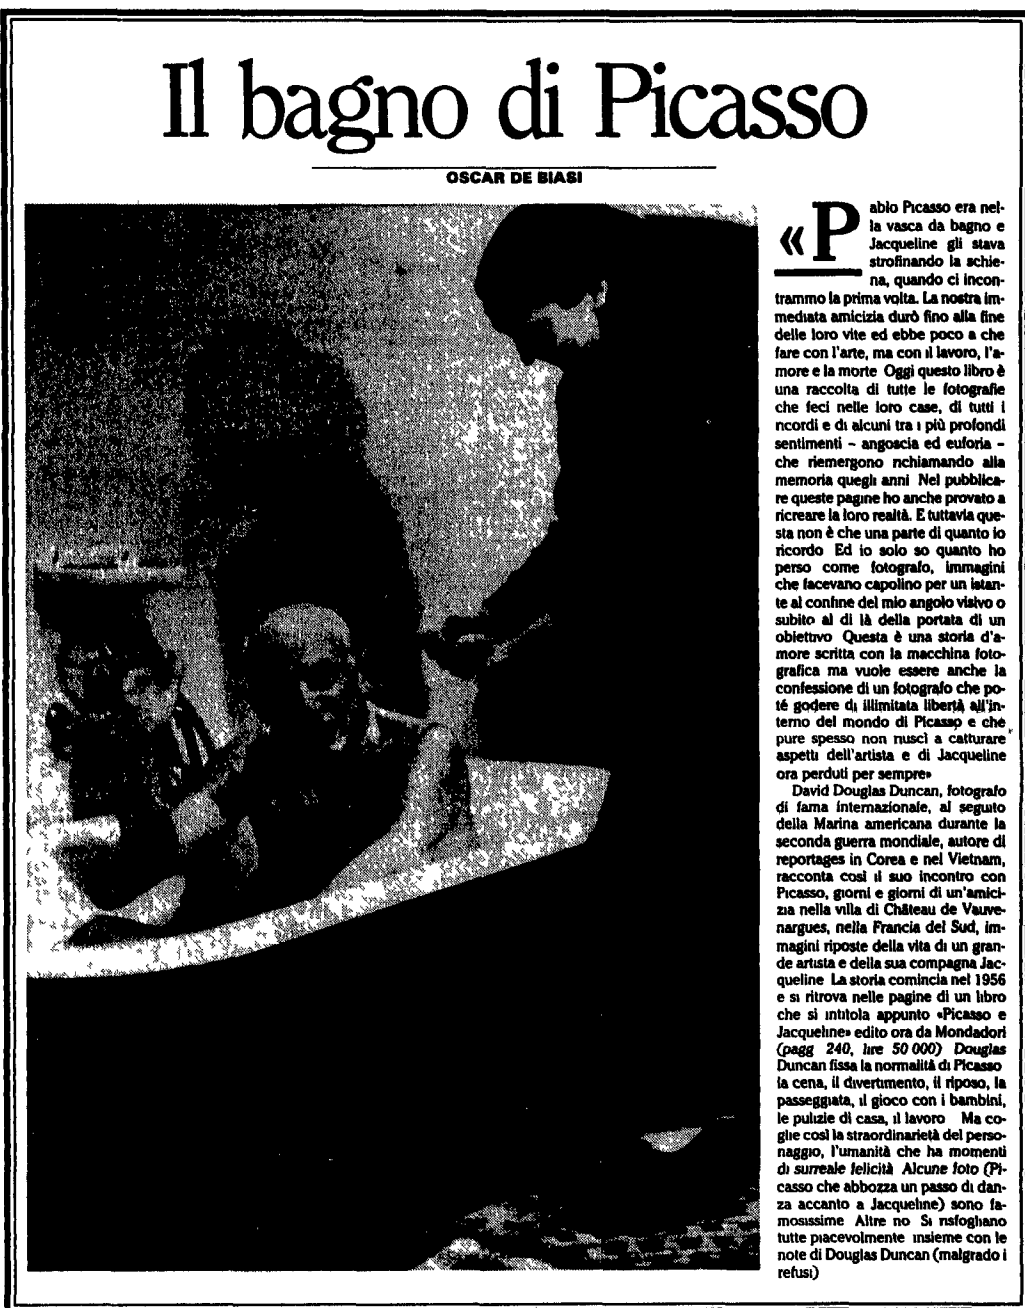 Il bagno di Picasso
OSCAR DE BIASI
«Pablo Picasso era nel-
la vasca da bagno e
Jacqueline gli stava
strofinando la schie-
na, quando ci incon-
trammo la prima volta. La nostra im-
mediata amicizia durò fino alla fine
delle loro vite ed ebbe poco a che
fare con l'arte, ma con il lavoro, l'a-
more e la morte Oggi questo libro è
una raccolta di tutte le fotografie
che feci nelle loro case, di tutti i
ricordi e di alcuni tra i più profondi
sentimenti – angoscia ed euforia –
che riemergono richiamando alla
memoria quegli anni Nel pubblica-
re queste pagine ho anche provato a
ricreare la loro realtà. E tuttavia que-
sta non è che una parte di quanto io
ricordo Ed io solo so quanto ho
perso come fotografo, immagini
che facevano capolino per un istan-
te al confine del mio angolo visivo o
subito al di là della portata di un
obiettivo Questa è una storia d'a-
more scritta con la macchina foto-
grafica ma vuole essere anche la
confessione di un fotografo che po-
té godere di illimitata libertà all'in-
terno del mondo di Picasso e che
pure spesso non riuscì a catturare
aspetti dell'artista e di Jacqueline
ora perduti per sempre»
David Douglas Duncan, fotografo
di fama internazionale, al seguito
della Marina americana durante la
seconda guerra mondiale, autore di
reportages in Corea e nel Vietnam,
racconta così il suo incontro con
Picasso, giorni e giorni di un'amici-
zia nella villa di Château de Vauve-
nargues, nella Francia del Sud, im-
magini riposte della vita di un gran-
de artista e della sua compagna Jac-
queline La storia comincia nel 1956
e si ritrova nelle pagine di un libro
che si intitola appunto «Picasso e
Jacqueline» edito ora da Mondadori
(pagg 240, lire 50 000) Douglas
Duncan fissa la normalità di Picasso
la cena, il divertimento, il riposo, la
passeggiata, il gioco con i bambini,
le pulizie di casa, il lavoro Ma co-
glie così la straordinarietà del perso-
naggio, l'umanità che ha momenti
di surreale felicità Alcune foto (Pi-
casso che abbozza un passo di dan-
za accanto a Jacqueline) sono fa-
mosissime Altre no Si risfogliano
tutte piacevolmente insieme con le
note di Douglas Duncan (malgrado i
refusi)